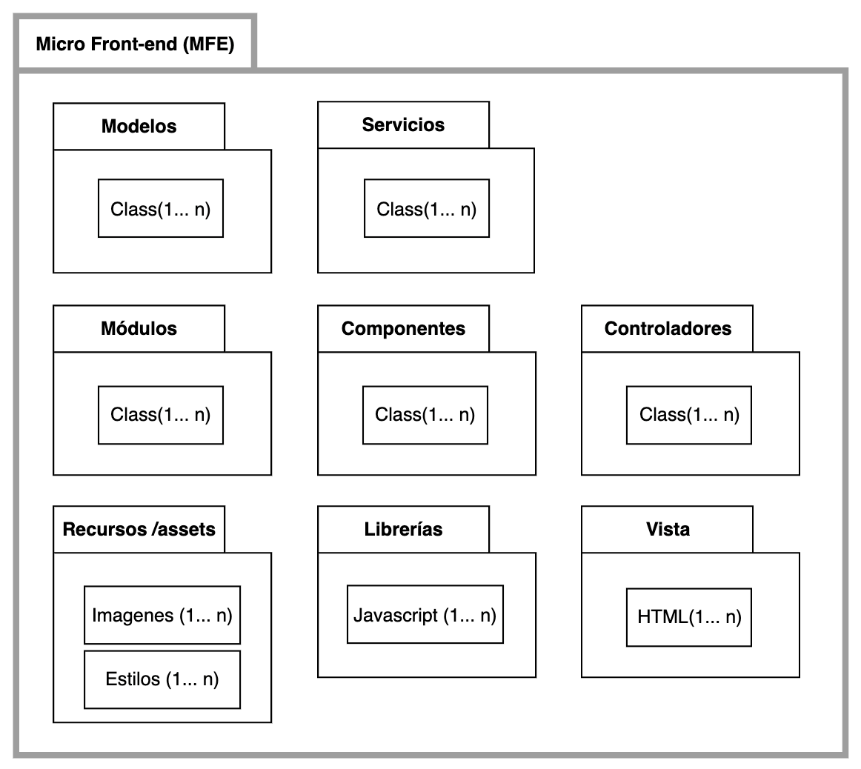 Micro Front-end (MFE)
Modelos
Class(1... n)
Servicios
Class(1... n)
Módulos
Class(1... n)
Componentes
Class(1... n)
Controladores
Class(1... n)
Recursos /assets
Imagenes (1... n)
Estilos (1... n)
Librerías
Javascript (1... n)
Vista
HTML(1... n)